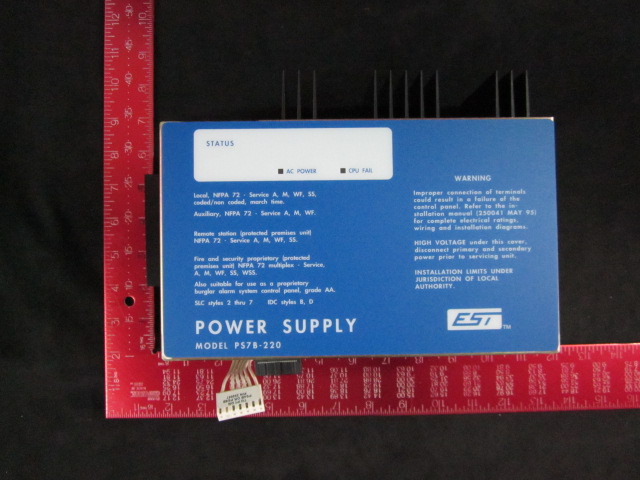 STATUS
AC POWER
CPU FAIL
Local, NFPA 72 - Service A, M, WF, SS,
coded/non coded, march time.
Auxiliary, NFPA 72 - Service A, M, WF.
Remote station (protected premises unit)
NFPA 72 - Service A, M, WF, SS.
Fire and security proprietary (protected
premises unit) NFPA 72 multiplex - Service,
A, M, WF, SS, WSS.
Also suitable for use as a proprietary
burglar alarm system control panel, grade AA.
SLC styles 2 thru 7 IDC styles B, D
POWER SUPPLY
MODEL PS7B-220
WARNING
Improper connection of terminals
could result in a failure of the
control panel. Refer to the in-
stallation manual (250041 MAY 95)
for complete electrical ratings,
wiring and installation diagrams.
HIGH VOLTAGE under this cover,
disconnect primary and secondary
power prior to servicing unit.
INSTALLATION LIMITS UNDER
JURISDICTION OF LOCAL
AUTHORITY.
EST TM